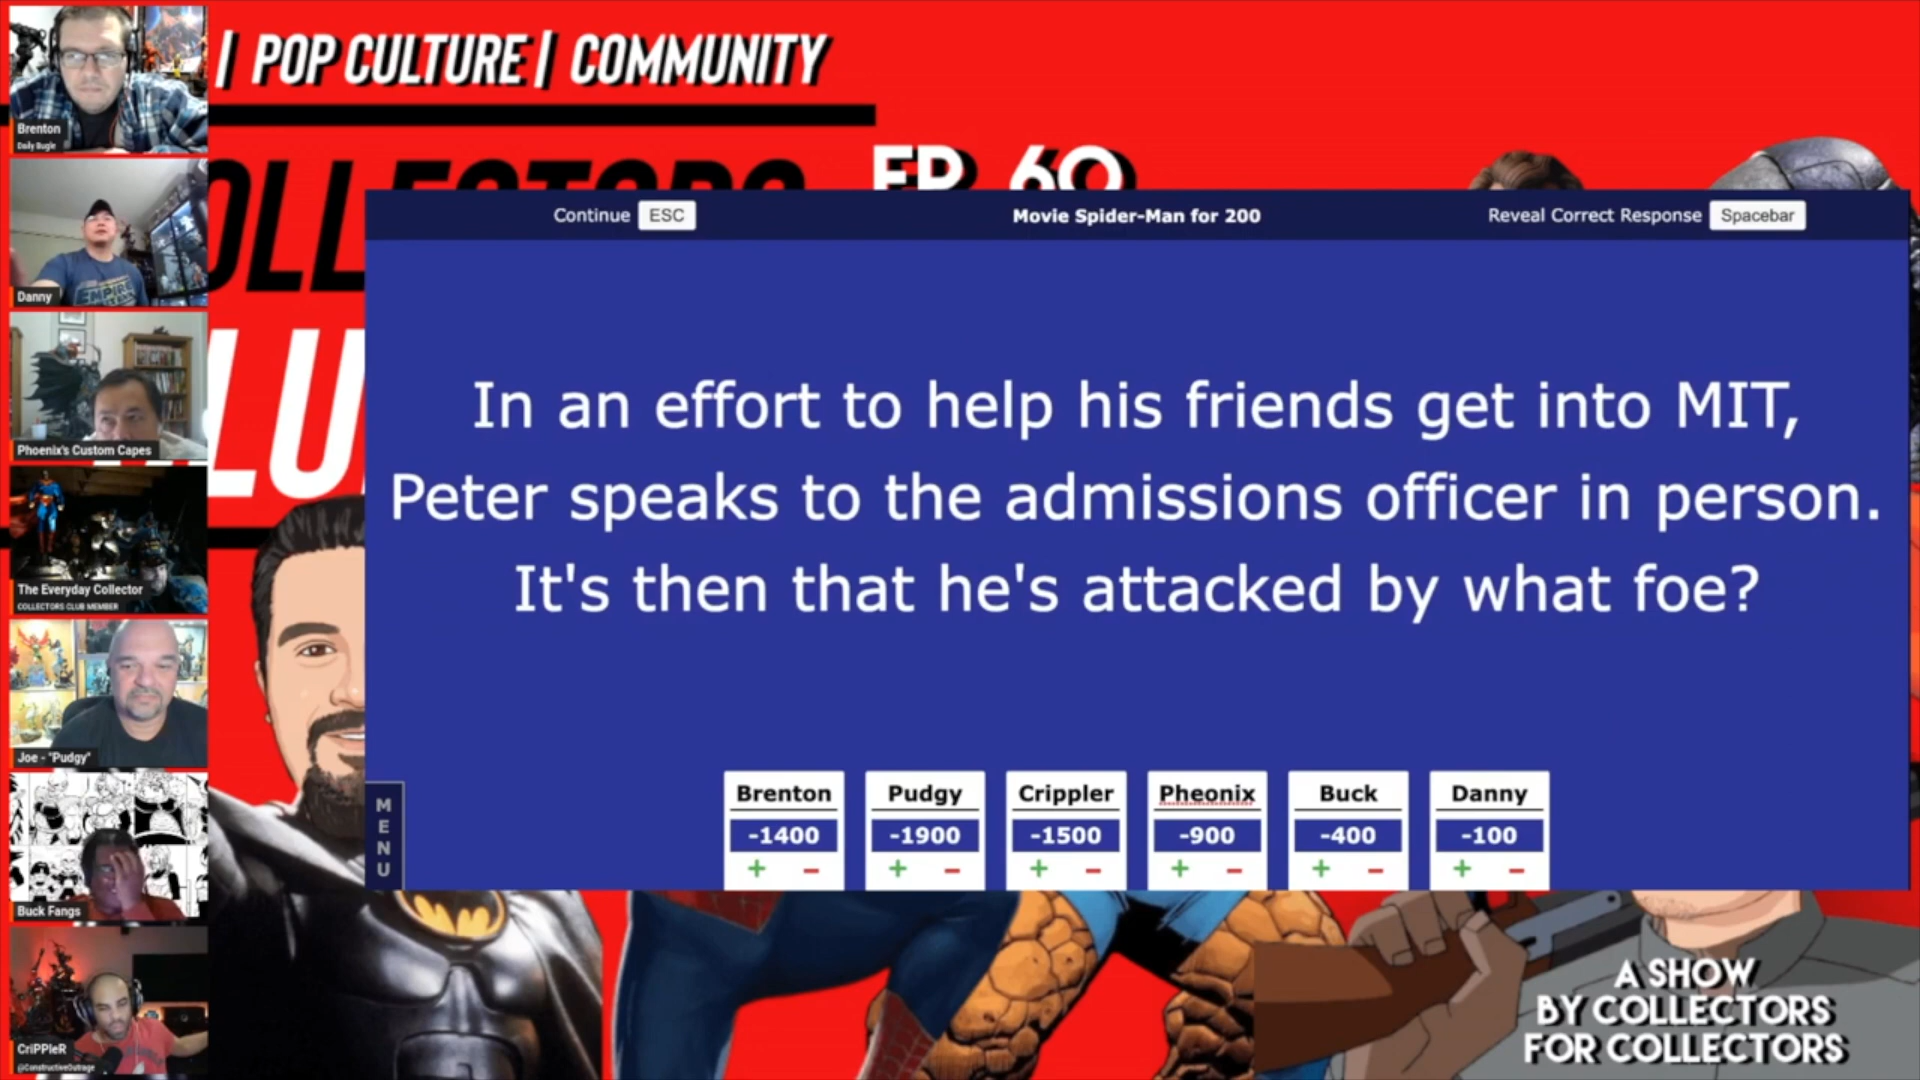 | POP CULTURE | COMMUNITY
EP. 60
Continue ESC
Movie Spider-Man for 200
Reveal Correct Response Spacebar
In an effort to help his friends get into MIT,
Peter speaks to the admissions officer in person.
It's then that he's attacked by what foe?
MENU
Brenton Pudgy Crippler Pheonix Buck Danny
-1400 -1900 -1500 -900 -400 -100
+ - + - + - + - + - + -
Brenton
Daily Bugle
Danny
EMPIRE
Phoenix's Custom Capes
The Everyday Collector
COLLECTORS CLUB MEMBER
Joe - "Pudgy"
Buck Fangs
CriPPleR
@ConstructiveOutrage
A SHOW
BY COLLECTORS
FOR COLLECTORS